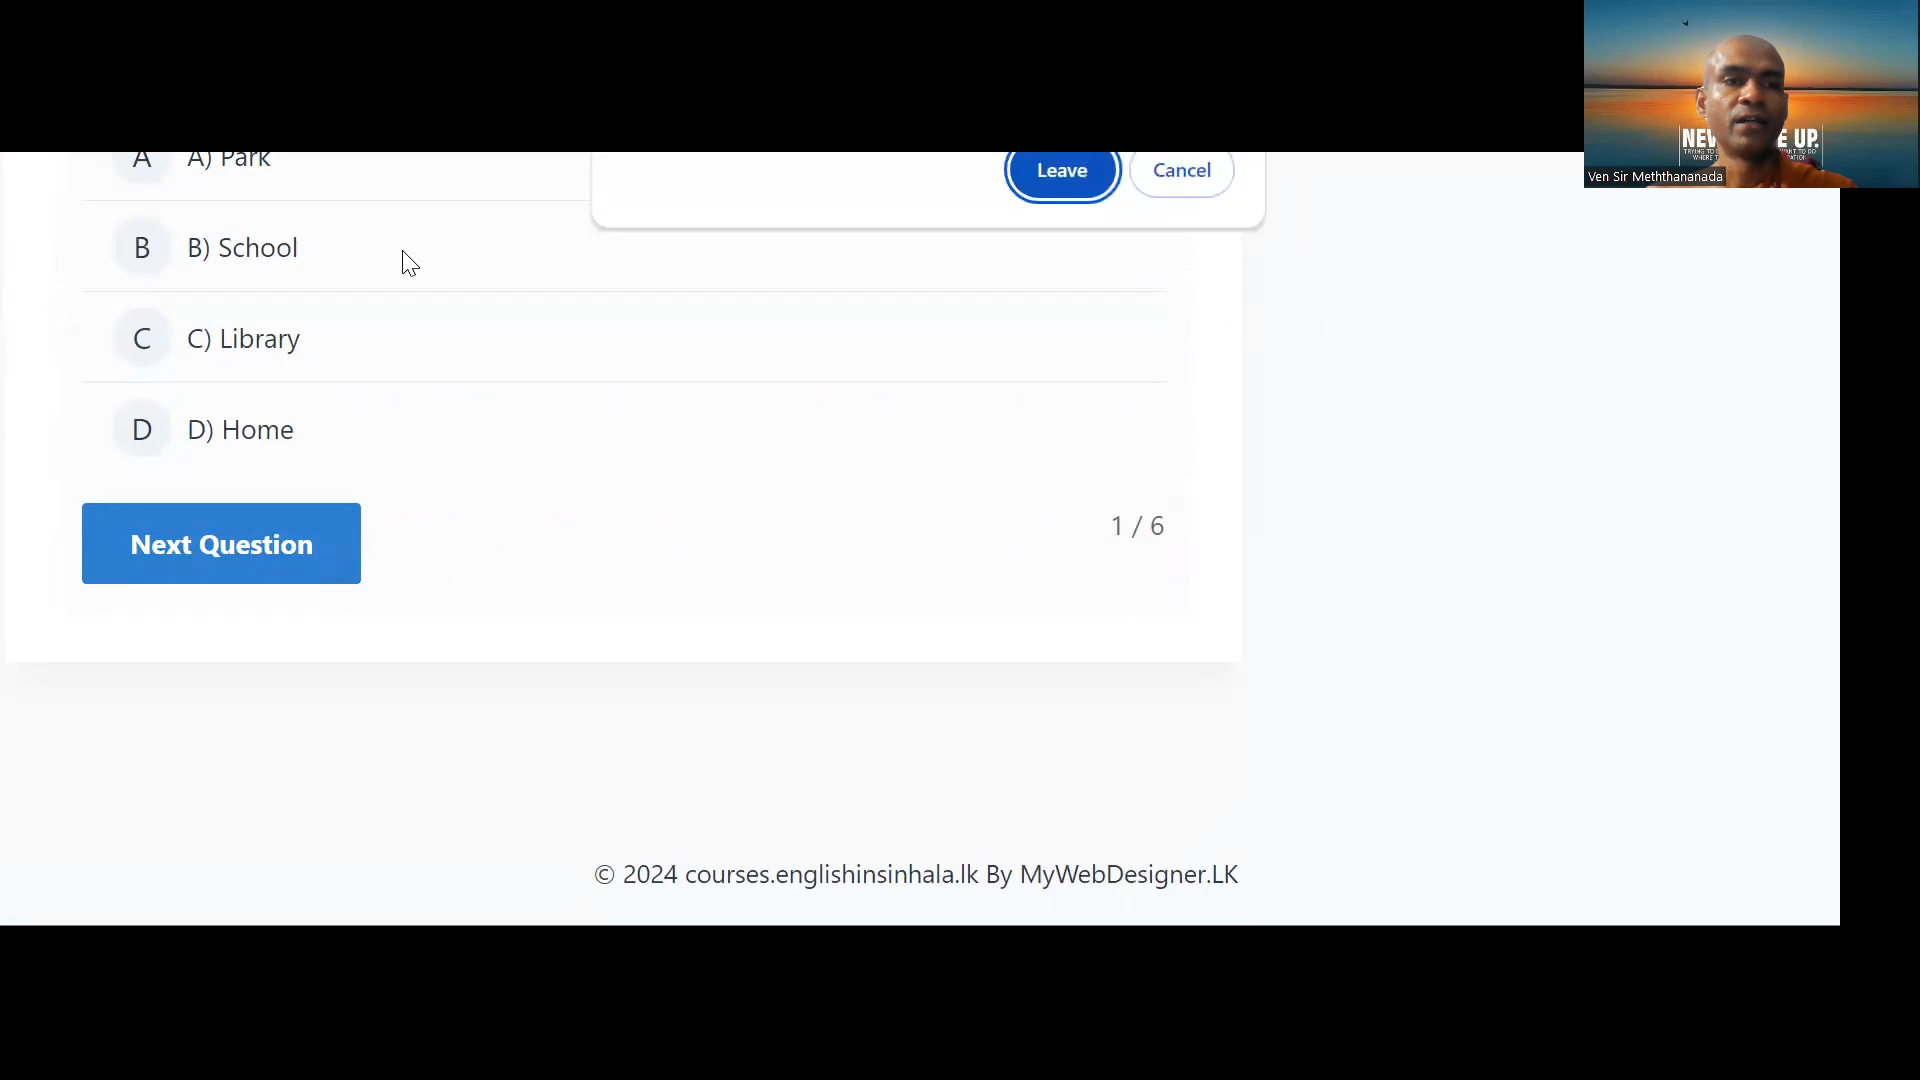 A A) Park
Leave Cancel
B B) School
C C) Library
D D) Home
Next Question
1 / 6
© 2024 courses.englishinsinhala.lk By MyWebDesigner.LK
UP.
Ven Sir Meththananada